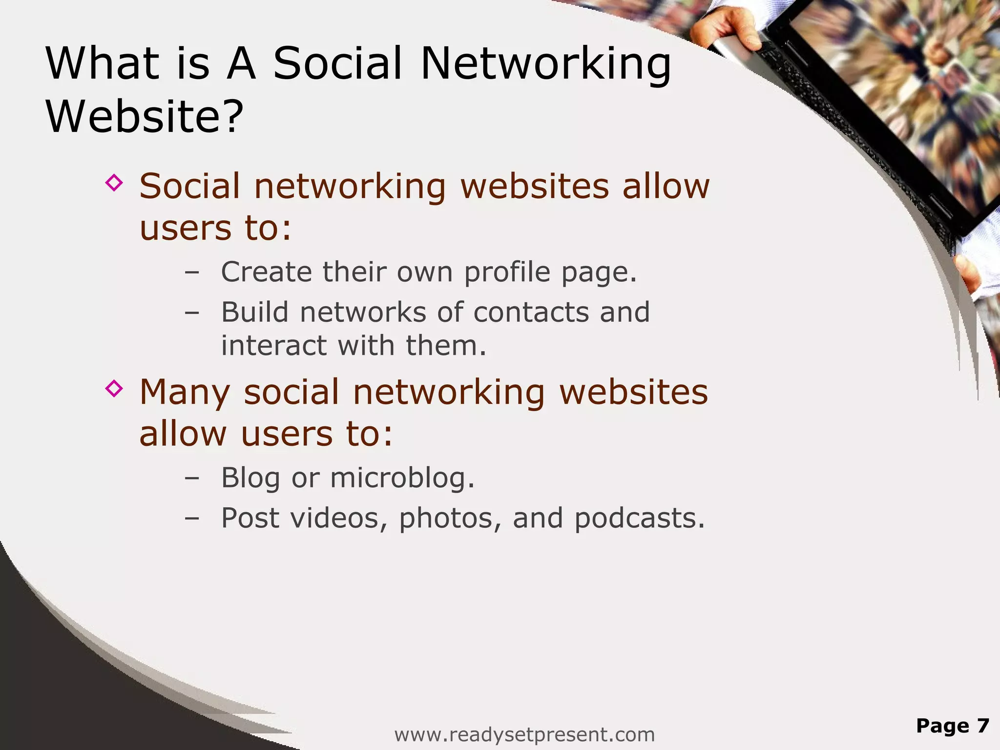 What is A Social Networking
Website?
Social networking websites allow
users to:
– Create their own profile page.
– Build networks of contacts and
interact with them.
Many social networking websites
allow users to:
– Blog or microblog.
– Post videos, photos, and podcasts.
www.readysetpresent.com
Page 7